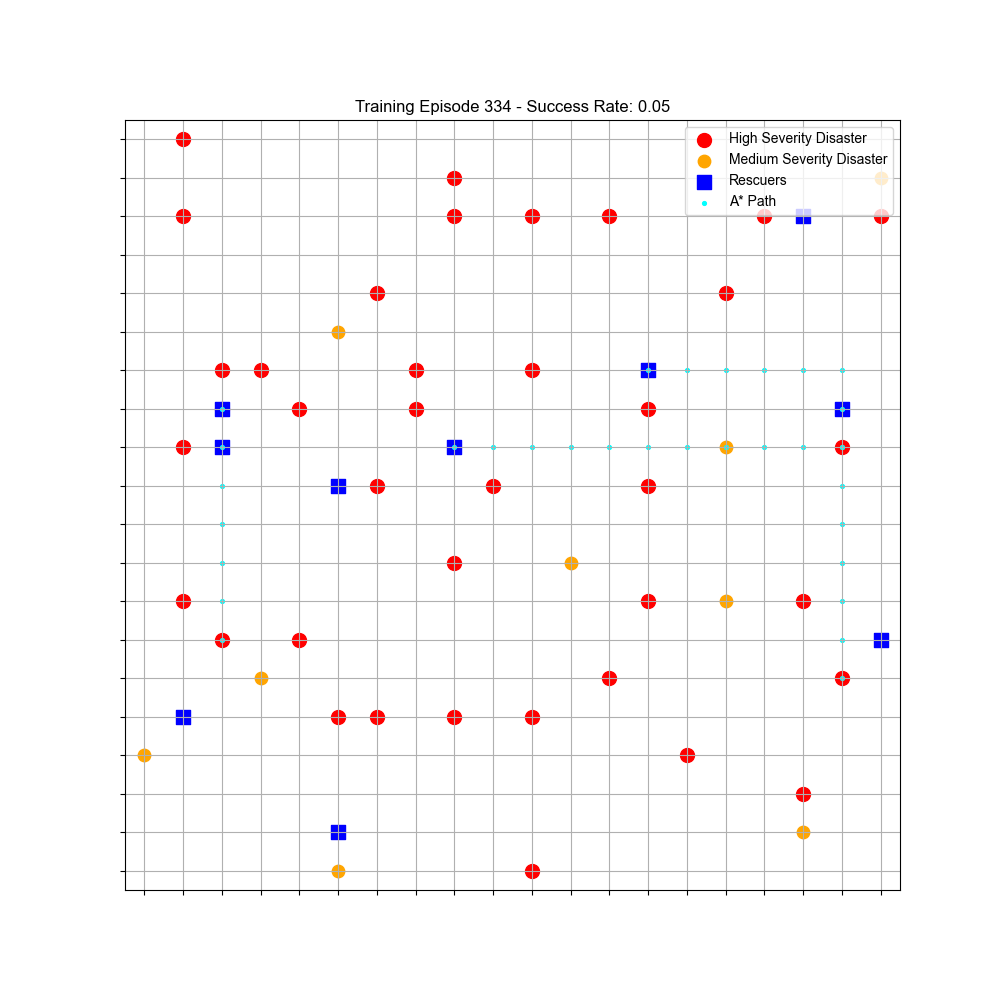 Training Episode 334 - Success Rate: 0.05
High Severity Disaster
Medium Severity Disaster
Rescuers
A* Path